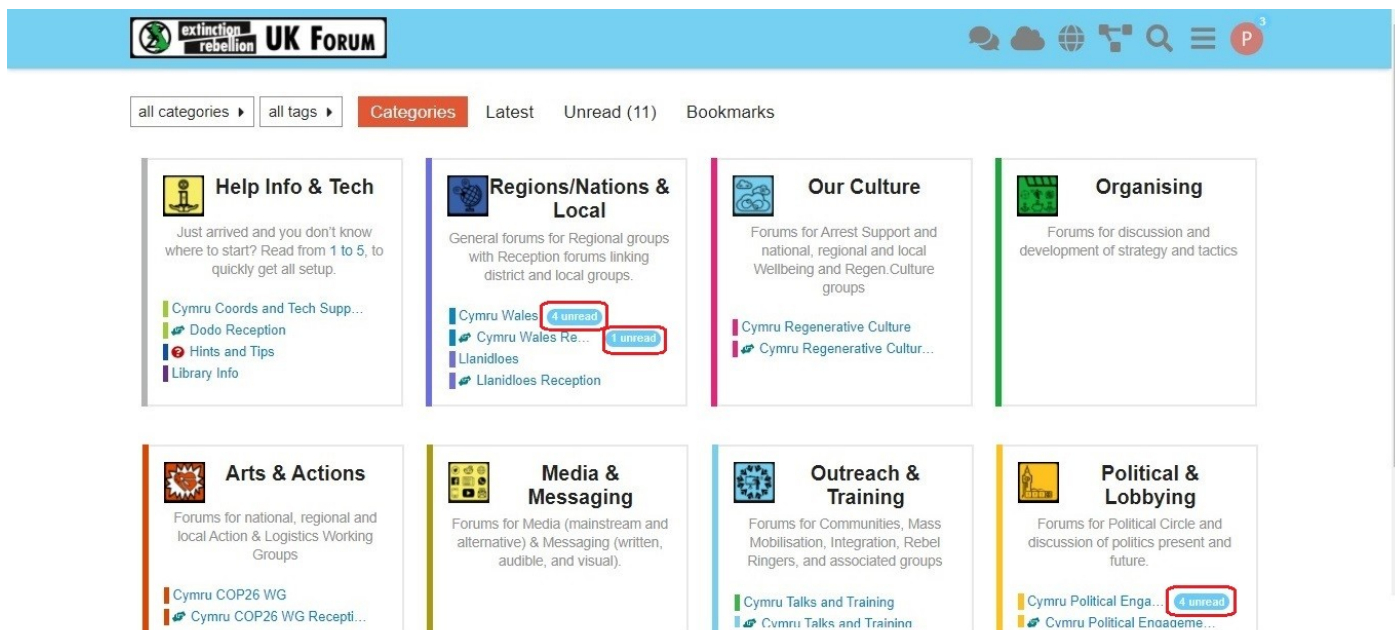 extinction rebellion UK FORUM
3
P
all categories
all tags
Categories
Latest
Unread (11)
Bookmarks
Help Info & Tech
Just arrived and you don't know
where to start? Read from 1 to 5, to
quickly get all setup.
Cymru Coords and Tech Supp...
Dodo Reception
Hints and Tips
Library Info
Regions/Nations &
Local
General forums for Regional groups
with Reception forums linking
district and local groups.
Cymru Wales 4 unread
Cymru Wales Re... 1 unread
Llanidloes
Llanidloes Reception
Our Culture
Forums for Arrest Support and
national, regional and local
Wellbeing and Regen.Culture
groups
Cymru Regenerative Culture
Cymru Regenerative Cultur...
Organising
Forums for discussion and
development of strategy and tactics
Arts & Actions
Forums for national, regional and
local Action & Logistics Working
Groups
Cymru COP26 WG
Cymru COP26 WG Recepti...
Media &
Messaging
Forums for Media (mainstream and
alternative) & Messaging (written,
audible, and visual).
Outreach &
Training
Forums for Communities, Mass
Mobilisation, Integration, Rebel
Ringers, and associated groups
Cymru Talks and Training
Cymru Talks and Training
Political &
Lobbying
Forums for Political Circle and
discussion of politics present and
future.
Cymru Political Enga... 4 unread
Cymru Political Engageme...